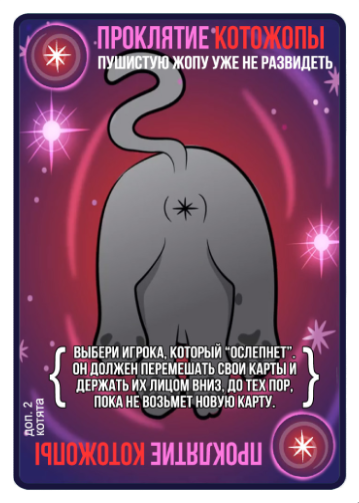 ПРОКЛЯТИЕ КОТОЖОПЫ
ПУШИСТУЮ ЖОПУ УЖЕ НЕ РАЗВИДЕТЬ
ВЫБЕРИ ИГРОКА, КОТОРЫЙ "ОСЛЕПНЕТ".
ОН ДОЛЖЕН ПЕРЕМЕШАТЬ СВОИ КАРТЫ И
ДЕРЖАТЬ ИХ ЛИЦОМ ВНИЗ, ДО ТЕХ ПОР,
ПОКА НЕ ВОЗЬМЕТ НОВУЮ КАРТУ.
доп. 2
котята
ПРОКЛЯТИЕ КОТОЖОПЫ